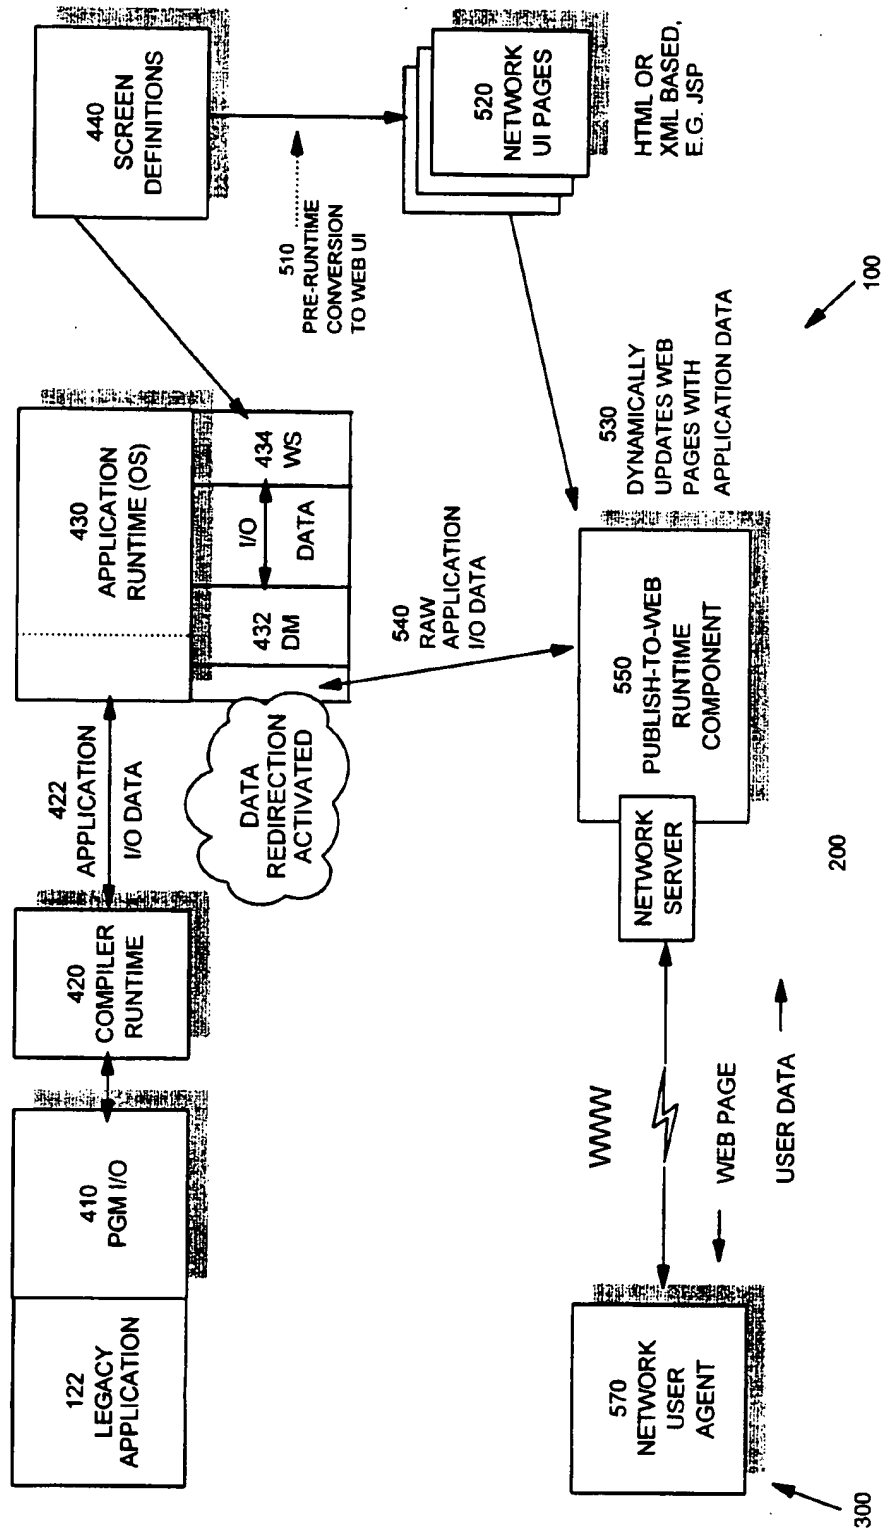 122
LEGACY
APPLICATION
410
PGM I/O
420
COMPILER
RUNTIME
422
APPLICATION
I/O DATA
430
APPLICATION
RUNTIME (OS)
432
DM
I/O
DATA
434
WS
440
SCREEN
DEFINITIONS
DATA
REDIRECTION
ACTIVATED
510
PRE-RUNTIME
CONVERSION
TO WEB UI
540
RAW
APPLICATION
I/O DATA
520
NETWORK
UI PAGES
HTML OR
XML BASED,
E.G. JSP
530
DYNAMICALLY
UPDATES WEB
PAGES WITH
APPLICATION DATA
550
PUBLISH-TO-WEB
RUNTIME
COMPONENT
NETWORK
SERVER
WWW
WEB PAGE
USER DATA
570
NETWORK
USER
AGENT
300
200
100